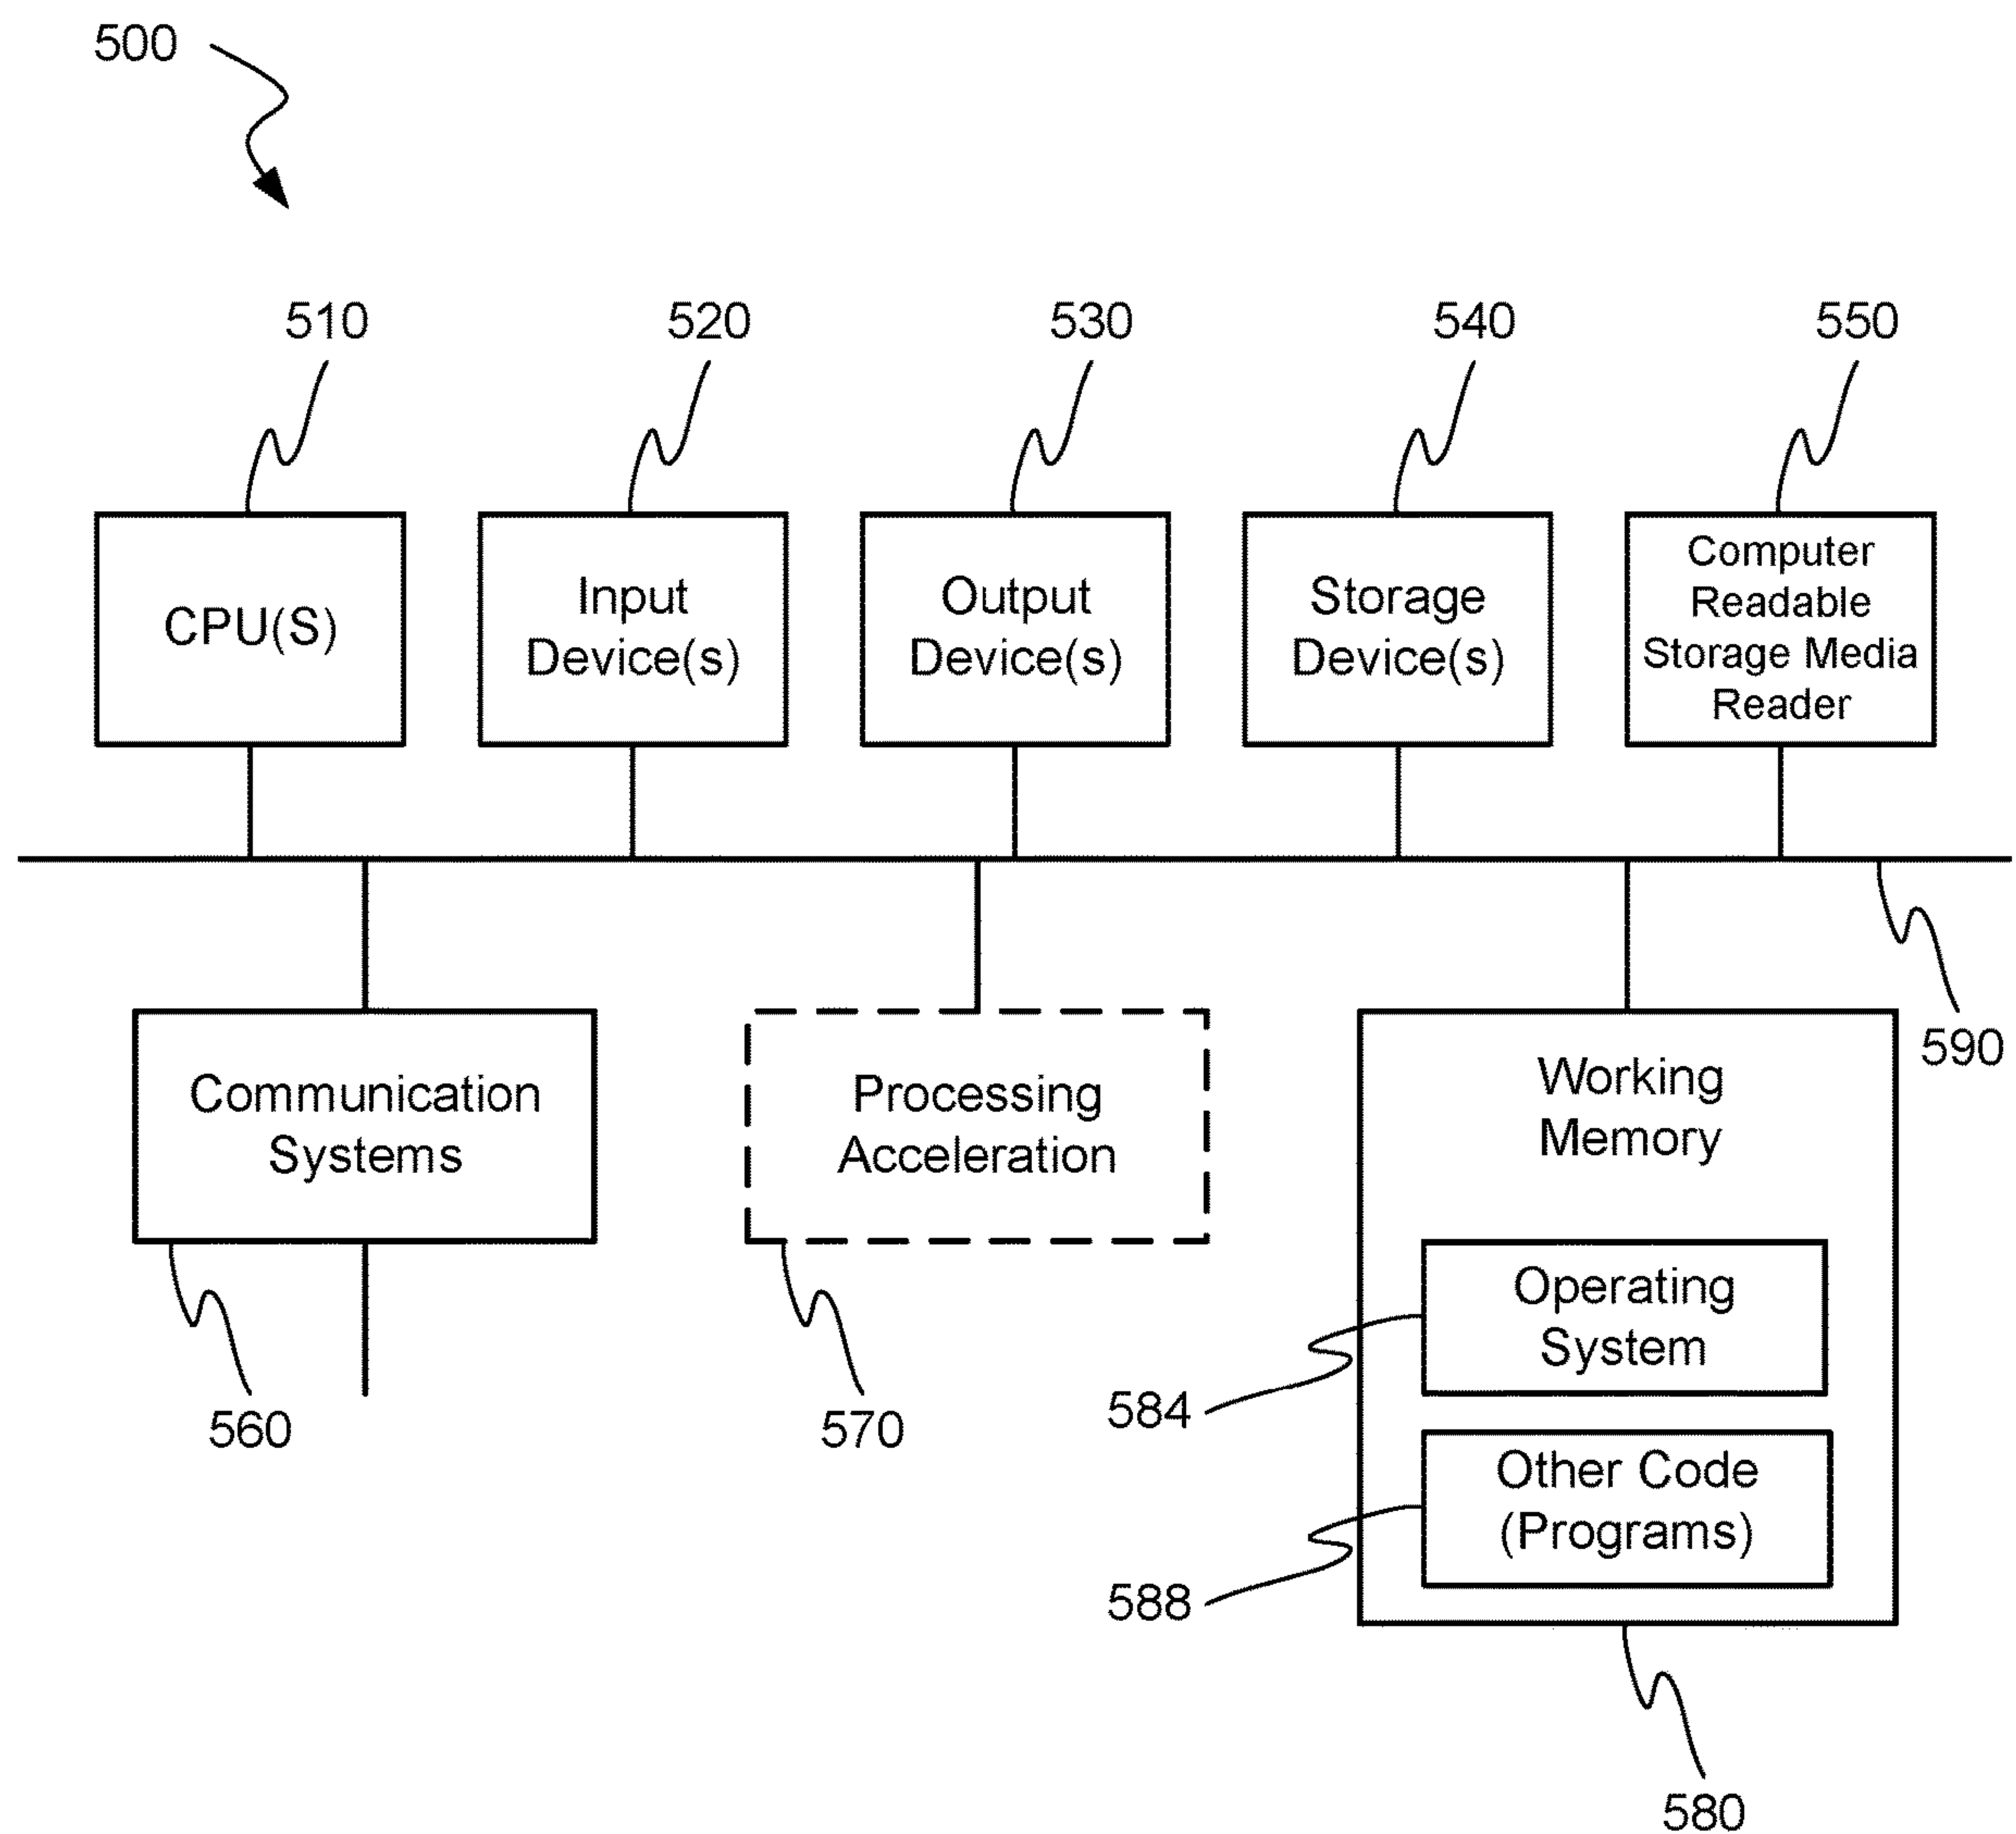 500
510
520
530
540
550
CPU(S)
Input
Device(s)
Output
Device(s)
Storage
Device(s)
Computer
Readable
Storage Media
Reader
590
Communication
Systems
Processing
Acceleration
Working
Memory
Operating
System
584
Other Code
(Programs)
588
560
570
580